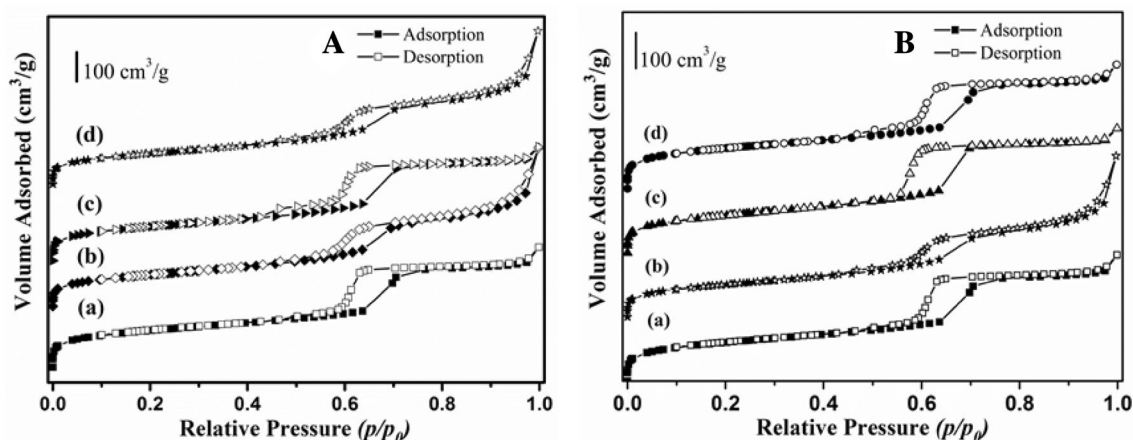 A
Adsorption
Desorption
100 cm³/g
(d)
(c)
(b)
(a)
Volume Adsorbed (cm³/g)
0.0 0.2 0.4 0.6 0.8 1.0
Relative Pressure (p/p₀)
B
Adsorption
Desorption
100 cm³/g
(d)
(c)
(b)
(a)
Volume Adsorbed (cm³/g)
0.0 0.2 0.4 0.6 0.8 1.0
Relative Pressure (p/p₀)